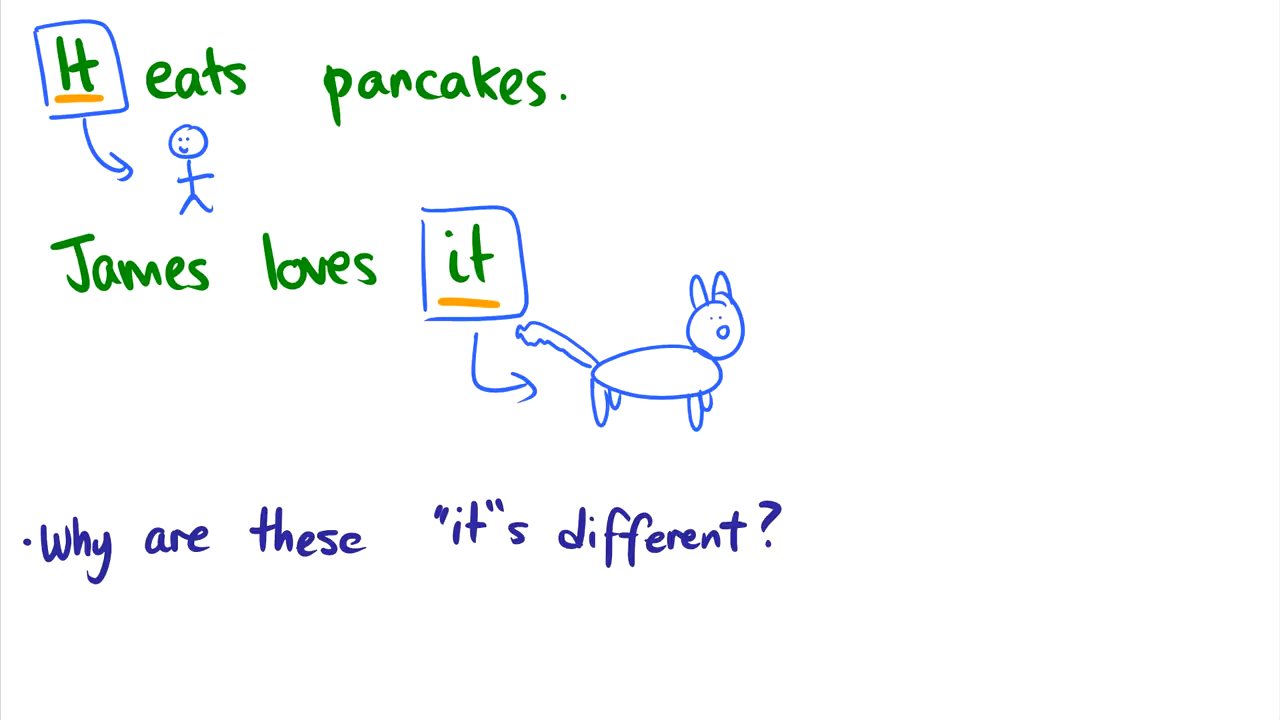 It eats pancakes.
James loves it
• Why are these "it"s different?